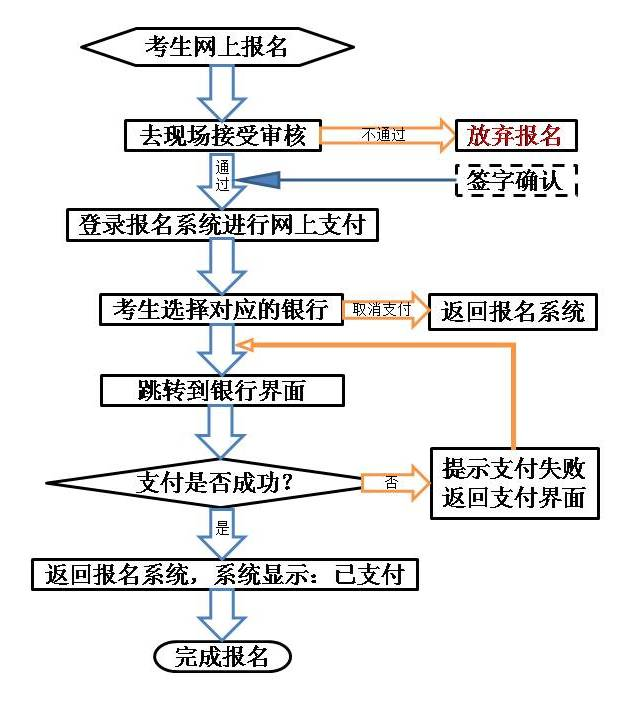 考生网上报名
去现场接受审核
不通过
放弃报名
通过
签字确认
登录报名系统进行网上支付
考生选择对应的银行
取消支付
返回报名系统
跳转到银行界面
支付是否成功？
否
提示支付失败
返回支付界面
是
返回报名系统，系统显示：已支付
完成报名